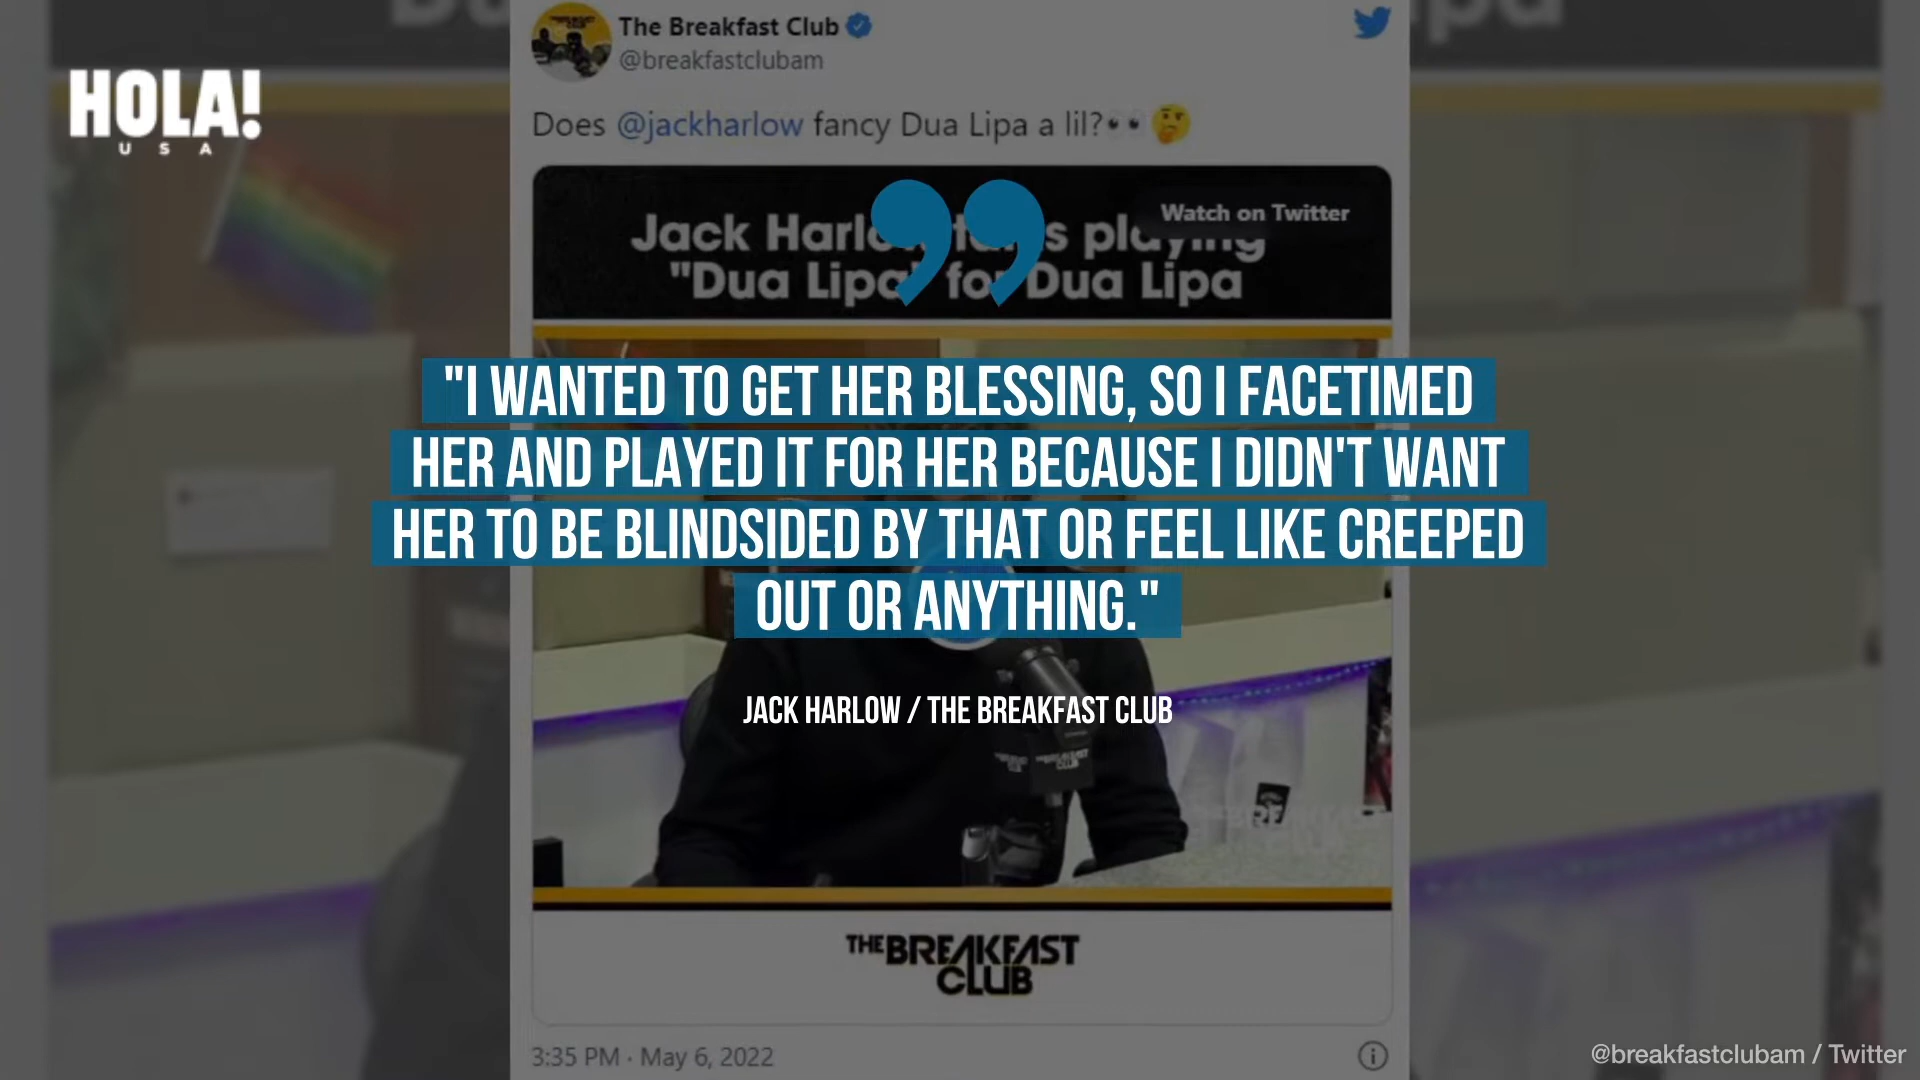 The Breakfast Club
@breakfastclubam
HOLA!
USA
Does @jackharlow fancy Dua Lipa a lil?👀🤔
Watch on Twitter
Jack Harlow s playing
"Dua Lipa" for Dua Lipa
"I WANTED TO GET HER BLESSING, SO I FACETIMED
HER AND PLAYED IT FOR HER BECAUSE I DIDN'T WANT
HER TO BE BLINDSIDED BY THAT OR FEEL LIKE CREEPED
OUT OR ANYTHING."
JACK HARLOW / THE BREAKFAST CLUB
THE BREAKFAST
CLUB
3:35 PM · May 6, 2022
@breakfastclubam / Twitter